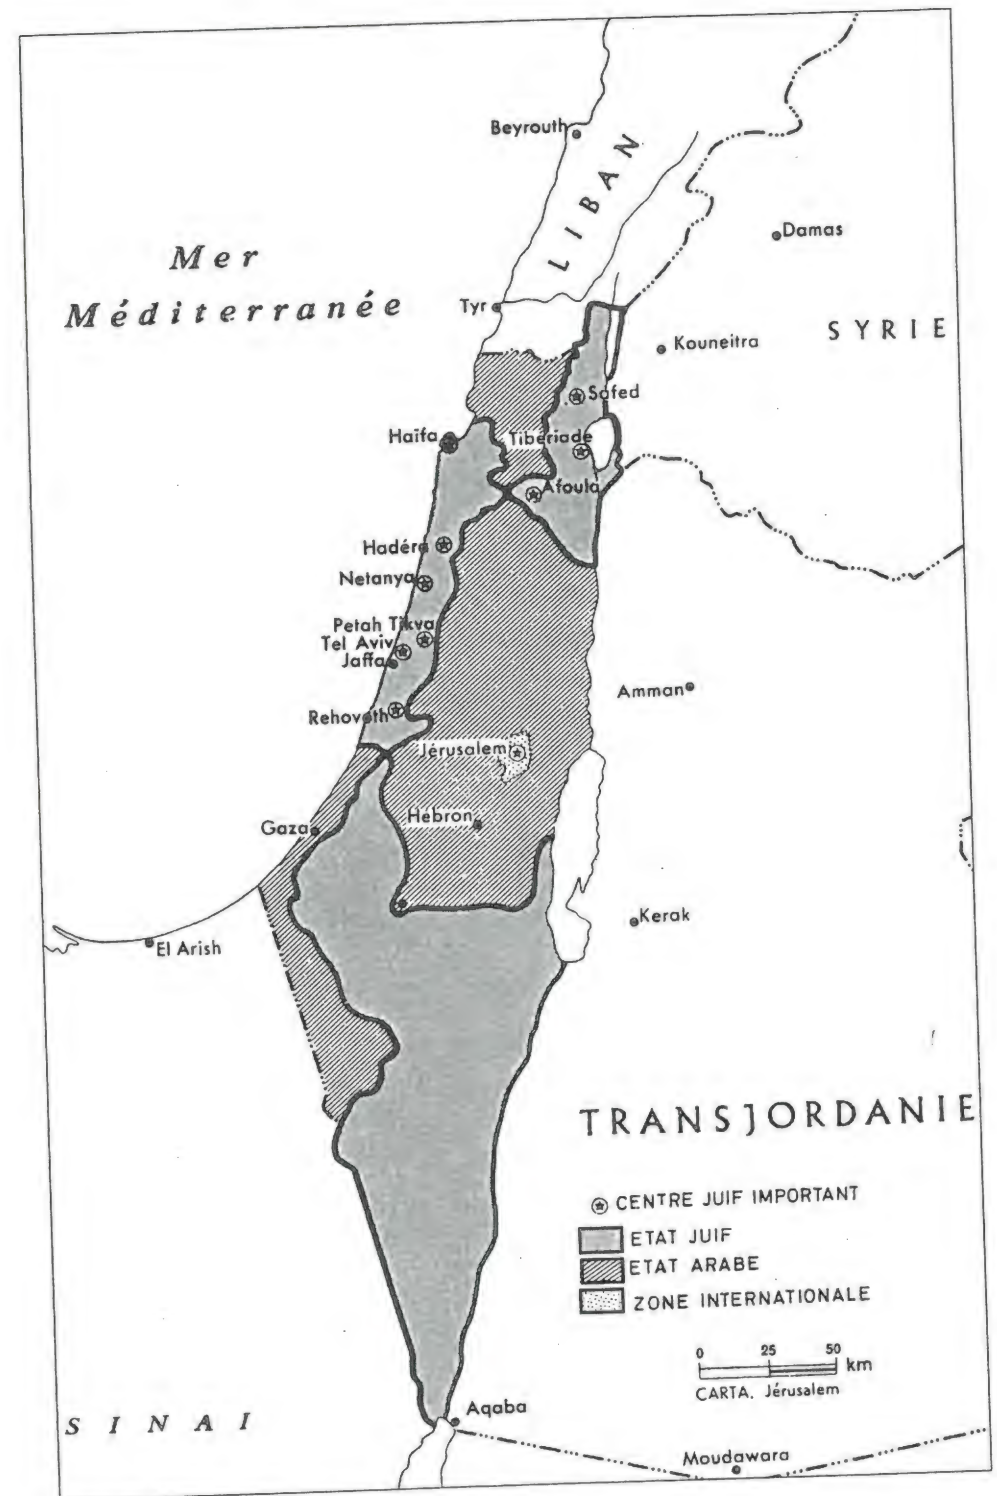 Beyrouth
LIBAN
Damas
Mer
Méditerranée
Tyr
SYRIE
Kouneitra
Safed
Haïfa
Tibériade
Afoula
Hadéra
Netanya
Petah Tikva
Tel Aviv
Jaffa
Amman
Rehovoth
Jérusalem
Hébron
Gaza
Kerak
El Arish
TRANSJORDANIE
CENTRE JUIF IMPORTANT
ETAT JUIF
ETAT ARABE
ZONE INTERNATIONALE
0 25 50 km
CARTA, Jérusalem
SINAI
Aqaba
Moudawara